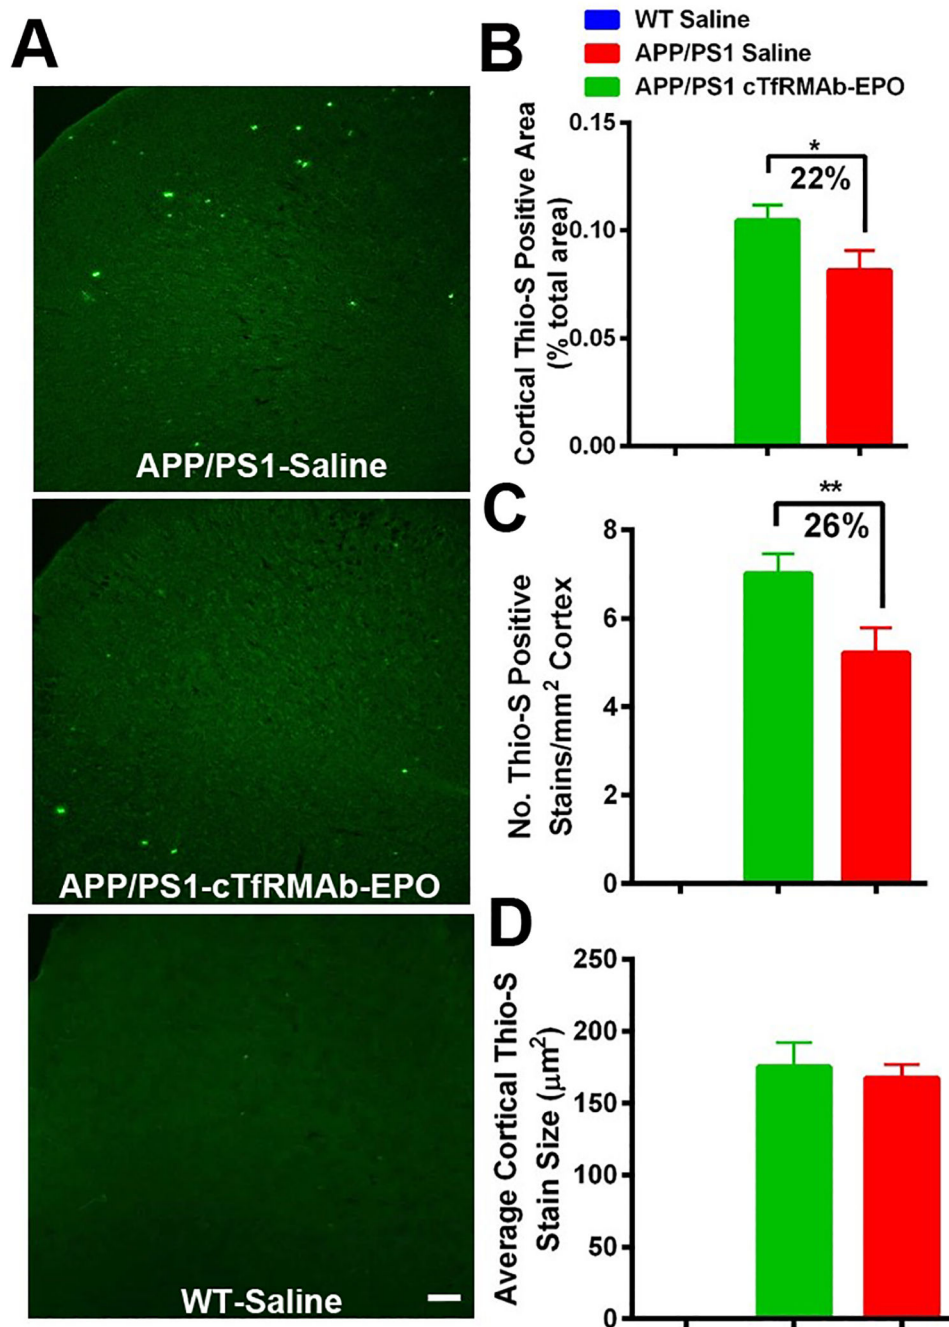 A
APP/PS1-Saline
APP/PS1-cTfRMAb-EPO
WT-Saline
WT Saline
APP/PS1 Saline
APP/PS1 cTfRMAb-EPO
B
Cortical Thio-S Positive Area
(% total area)
0.15
0.10
0.05
0.00
*
22%
C
No. Thio-S Positive
Stains/mm² Cortex
8
6
4
2
0
**
26%
D
Average Cortical Thio-S
Stain Size (μm²)
250
200
150
100
50
0